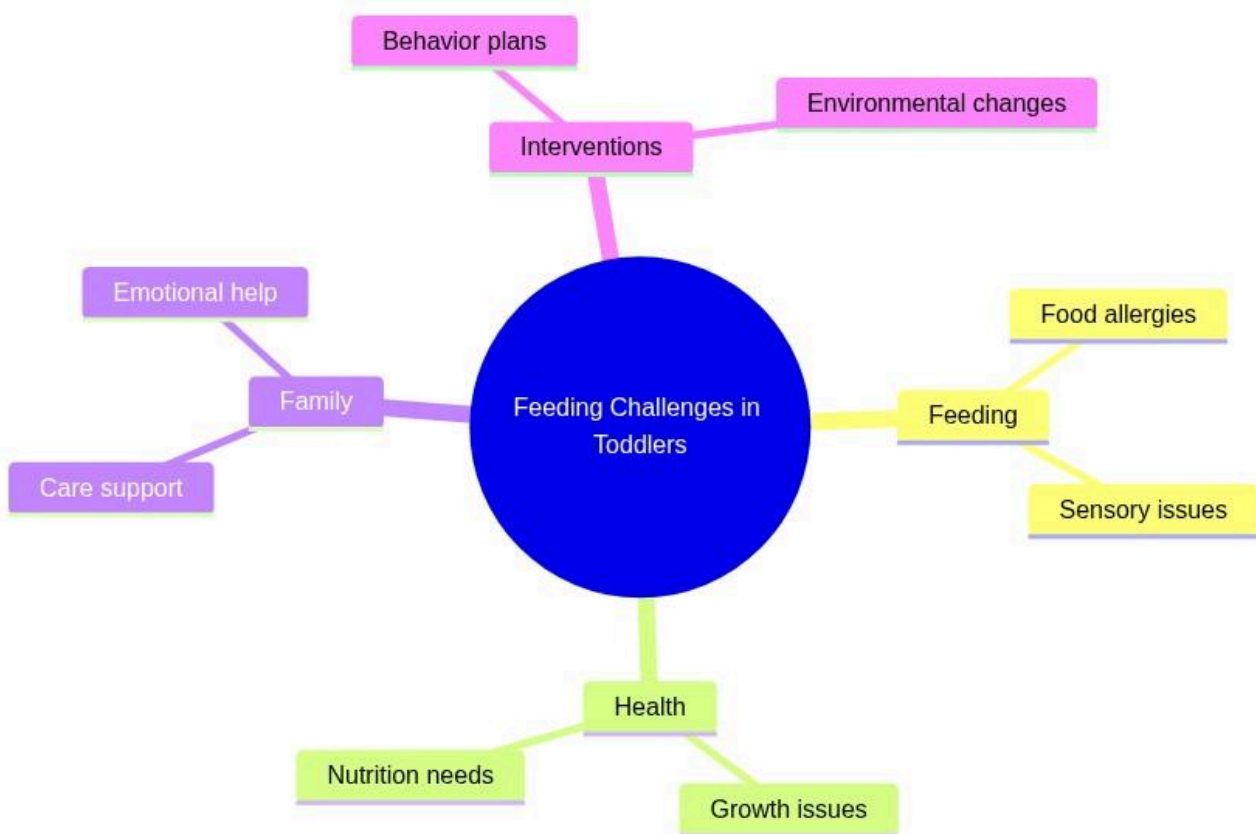 Behavior plans
Environmental changes
Interventions
Emotional help
Food allergies
Family
Feeding Challenges in
Toddlers
Feeding
Care support
Sensory issues
Health
Nutrition needs
Growth issues